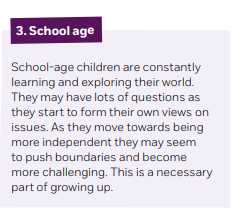 3. School age
School-age children are constantly
learning and exploring their world.
They may have lots of questions as
they start to form their own views on
issues. As they move towards being
more independent they may seem
to push boundaries and become
more challenging. This is a necessary
part of growing up.